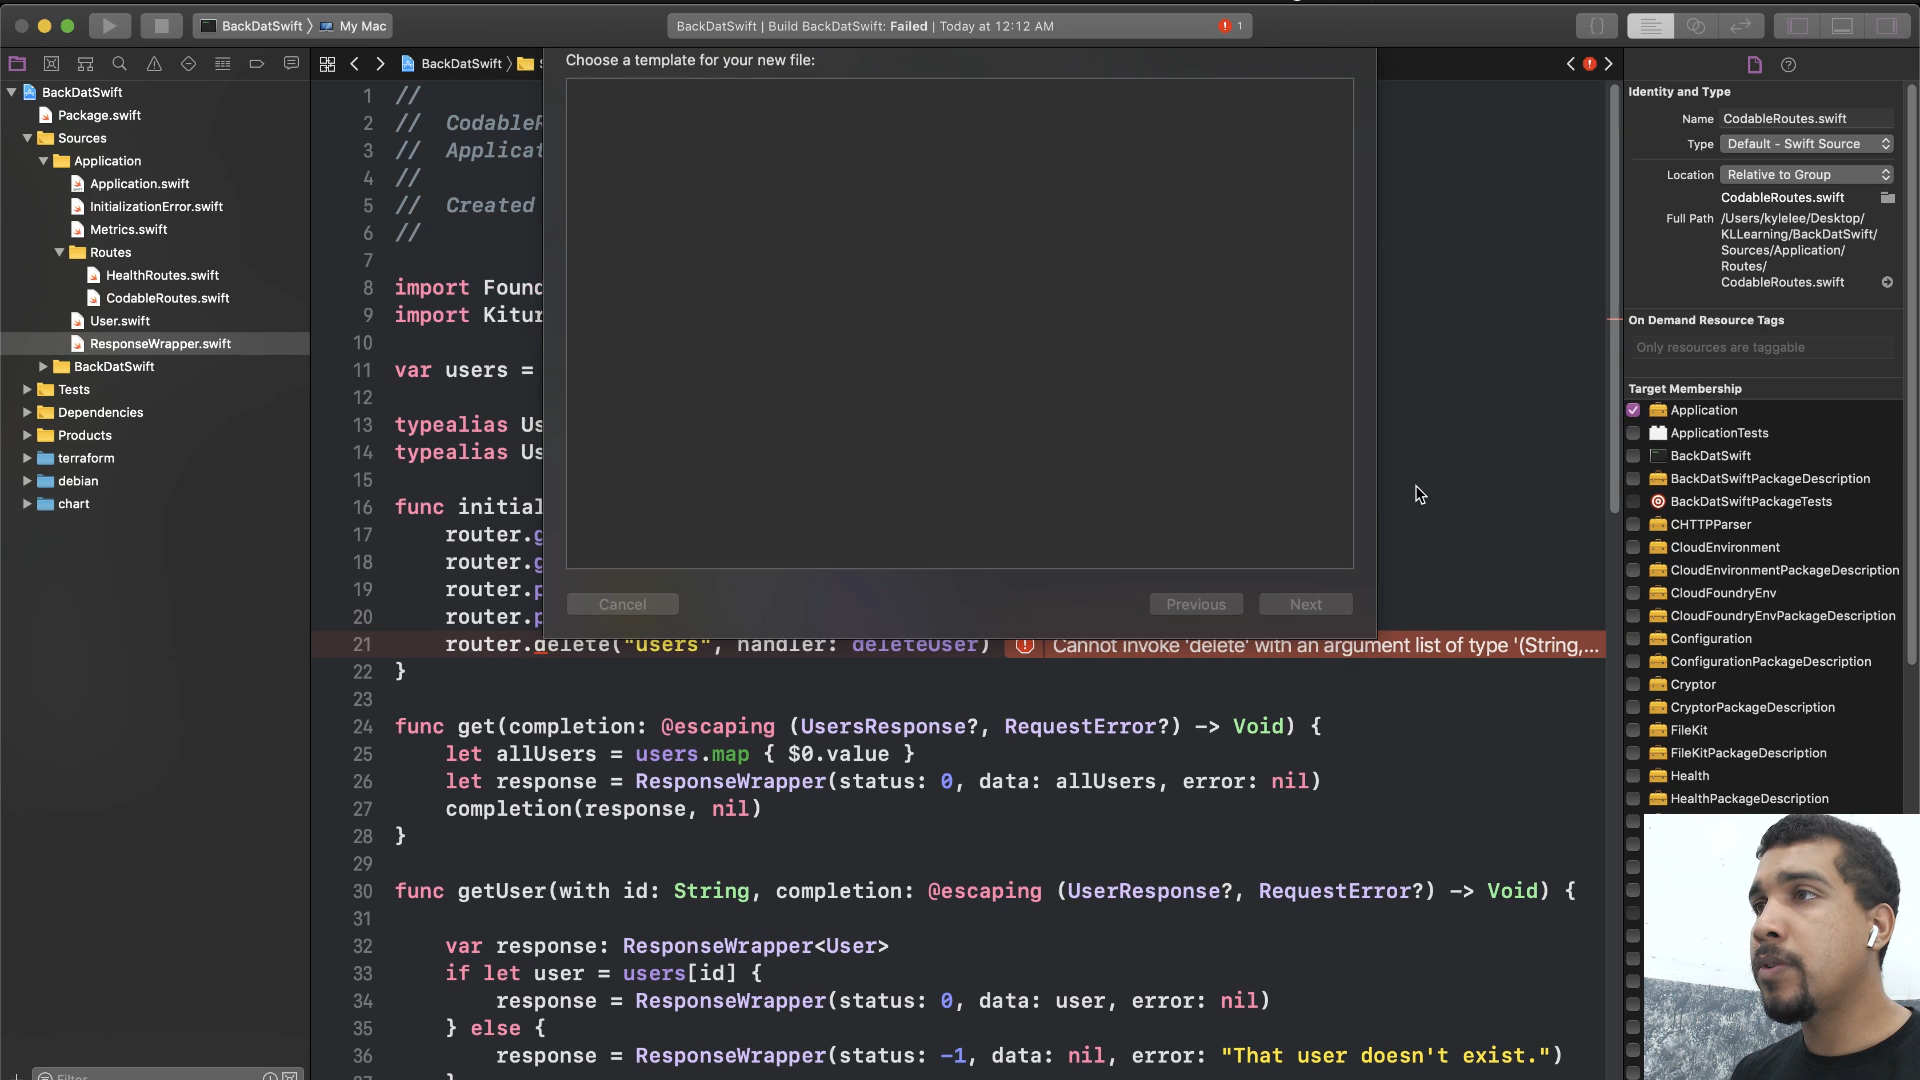 BackDatSwift 〉 My Mac
BackDatSwift | Build BackDatSwift: Failed | Today at 12:12 AM
1
BackDatSwift
Package.swift
Sources
Application
Application.swift
InitializationError.swift
Metrics.swift
Routes
HealthRoutes.swift
CodableRoutes.swift
User.swift
ResponseWrapper.swift
BackDatSwift
Tests
Dependencies
Products
terraform
debian
chart
Filter
BackDatSwift
Choose a template for your new file:
Cancel
Previous
Next
1 //
2 // CodableR
3 // Applicat
4 //
5 // Created
6 //
7
8 import Found
9 import Kitur
10
11 var users =
12
13 typealias Us
14 typealias Us
15
16 func initial
17 router.g
18 router.g
19 router.p
20 router.p
21 router.delete("users", handler: deleteUser) Cannot invoke 'delete' with an argument list of type '(String,...
22 }
23
24 func get(completion: @escaping (UsersResponse?, RequestError?) -> Void) {
25 let allUsers = users.map { $0.value }
26 let response = ResponseWrapper(status: 0, data: allUsers, error: nil)
27 completion(response, nil)
28 }
29
30 func getUser(with id: String, completion: @escaping (UserResponse?, RequestError?) -> Void) {
31
32 var response: ResponseWrapper<User>
33 if let user = users[id] {
34 response = ResponseWrapper(status: 0, data: user, error: nil)
35 } else {
36 response = ResponseWrapper(status: -1, data: nil, error: "That user doesn't exist.")
Identity and Type
Name CodableRoutes.swift
Type Default - Swift Source
Location Relative to Group
CodableRoutes.swift
Full Path /Users/kylelee/Desktop/
KLLearning/BackDatSwift/
Sources/Application/
Routes/
CodableRoutes.swift
On Demand Resource Tags
Only resources are taggable
Target Membership
Application
ApplicationTests
BackDatSwift
BackDatSwiftPackageDescription
BackDatSwiftPackageTests
CHTTPParser
CloudEnvironment
CloudEnvironmentPackageDescription
CloudFoundryEnv
CloudFoundryEnvPackageDescription
Configuration
ConfigurationPackageDescription
Cryptor
CryptorPackageDescription
FileKit
FileKitPackageDescription
Health
HealthPackageDescription